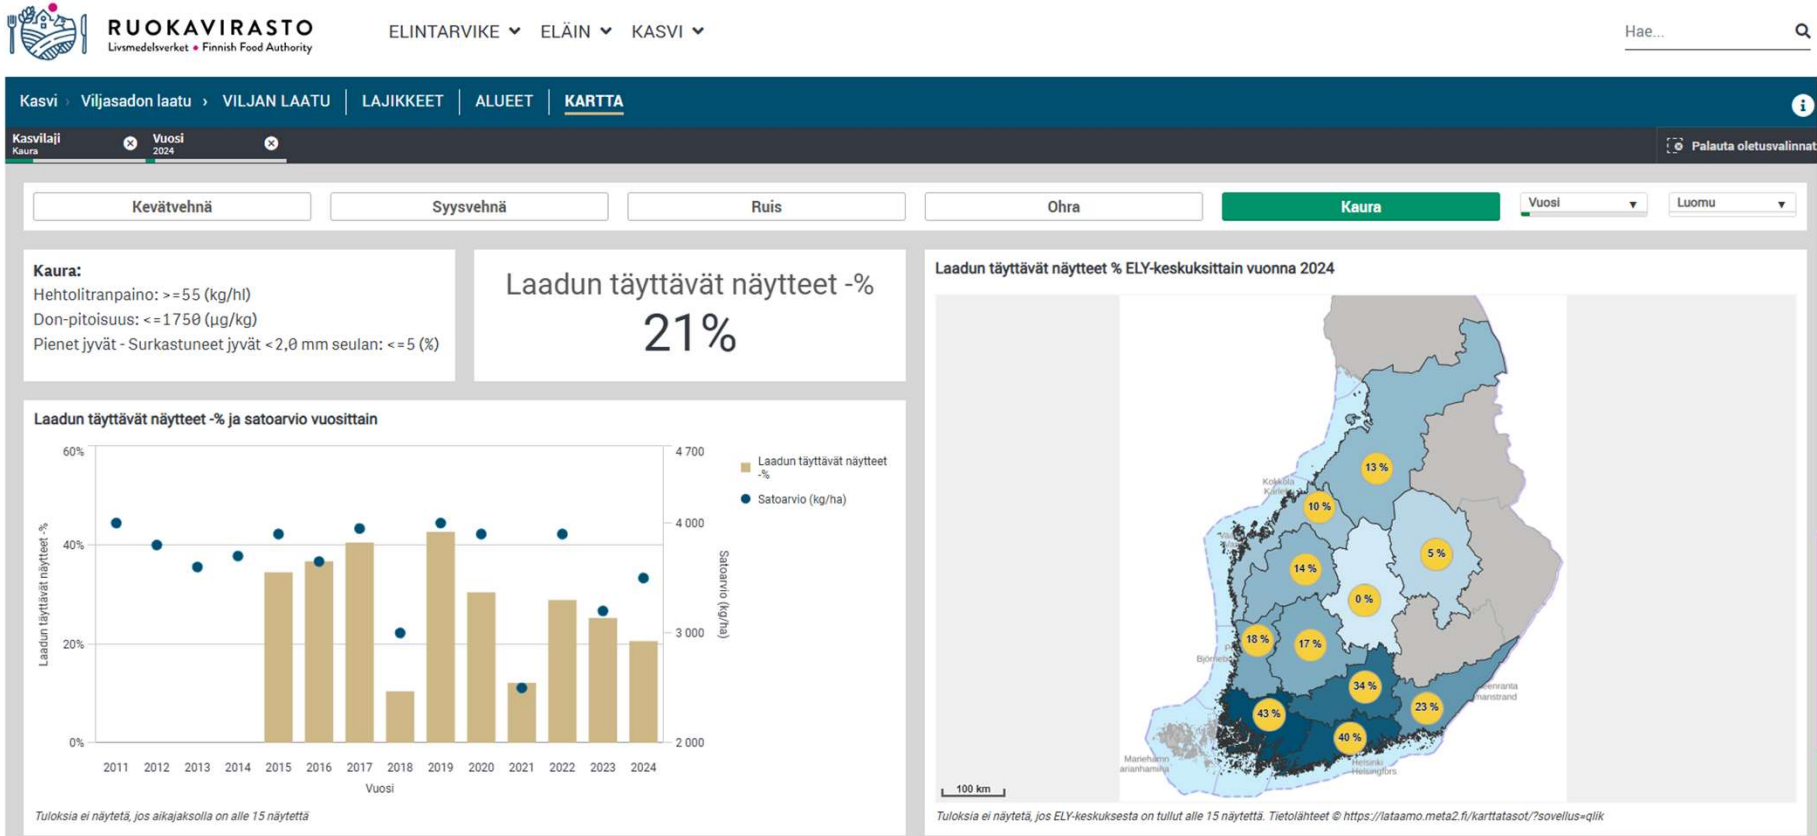 RUOKAVIRASTO
Livsmedelsverket • Finnish Food Authority
ELINTARVIKE
ELÄIN
KASVI
Hae...
Kasvi › Viljasadon laatu › VILJAN LAATU | LAJIKKEET | ALUEET | KARTTA
Kasvilaji
Kaura
Vuosi
2024
Palauta oletusvalinnat
Kevätvehnä
Syysvehnä
Ruis
Ohra
Kaura
Vuosi
Luomu
Kaura:
Hehtolitranpaino: >=55 (kg/hl)
Don-pitoisuus: <=1750 (µg/kg)
Pienet jyvät - Surkastuneet jyvät <2,0 mm seulan: <=5 (%)
Laadun täyttävät näytteet -%
21%
Laadun täyttävät näytteet -% ja satoarvio vuosittain
60%
40%
20%
0%
Laadun täyttävät näytteet -%
4 700
4 000
3 000
2 000
Satoarvio (kg/ha)
2011 2012 2013 2014 2015 2016 2017 2018 2019 2020 2021 2022 2023 2024
Vuosi
Laadun täyttävät näytteet
-%
Satoarvio (kg/ha)
Tuloksia ei näytetä, jos aikajaksolla on alle 15 näytettä
Laadun täyttävät näytteet % ELY-keskuksittain vuonna 2024
13 %
Kokkola
10 %
5 %
14 %
0 %
18 %
17 %
34 %
23 %
43 %
40 %
Mariehamn
arianhamina
Helsinki
Helsingfors
100 km
Tuloksia ei näytetä, jos ELY-keskuksesta on tullut alle 15 näytettä. Tietolähteet © https://lataamo.meta2.fi/karttatasot/?sovellus=qlik